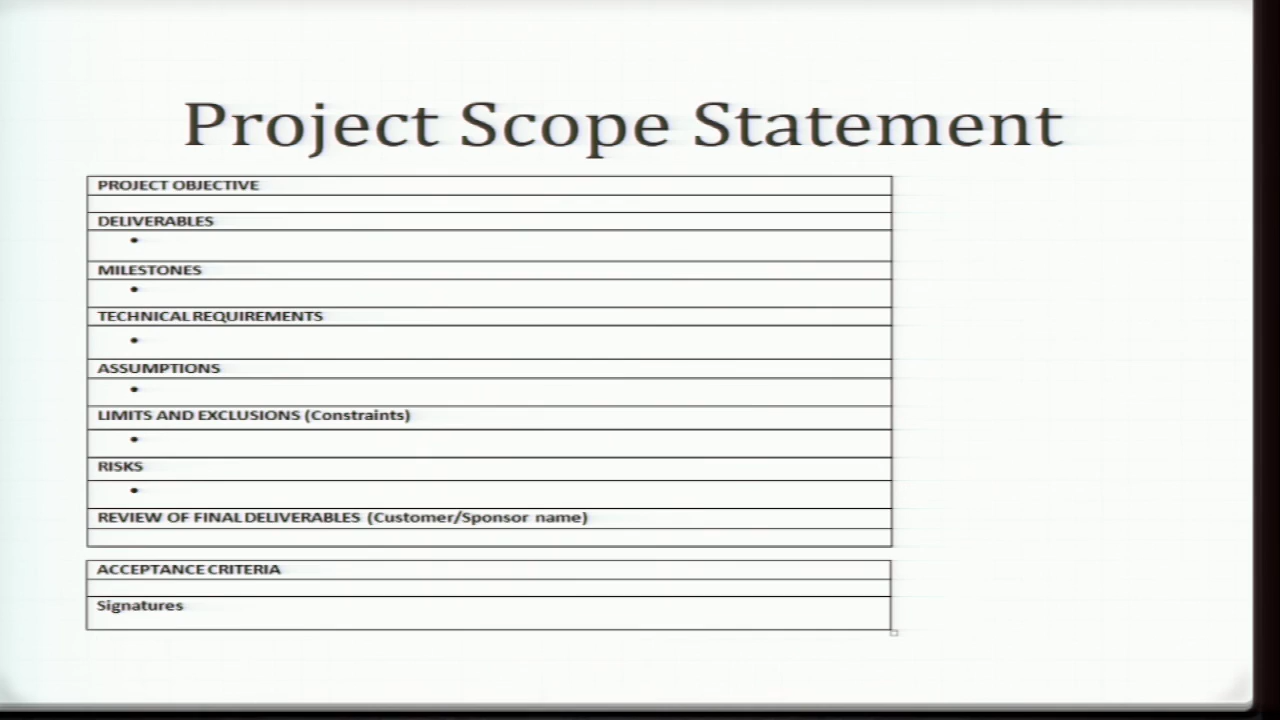 Project Scope Statement
PROJECT OBJECTIVE
DELIVERABLES
•
MILESTONES
•
TECHNICAL REQUIREMENTS
•
ASSUMPTIONS
•
LIMITS AND EXCLUSIONS (Constraints)
•
RISKS
•
REVIEW OF FINAL DELIVERABLES (Customer/Sponsor name)
ACCEPTANCE CRITERIA
Signatures